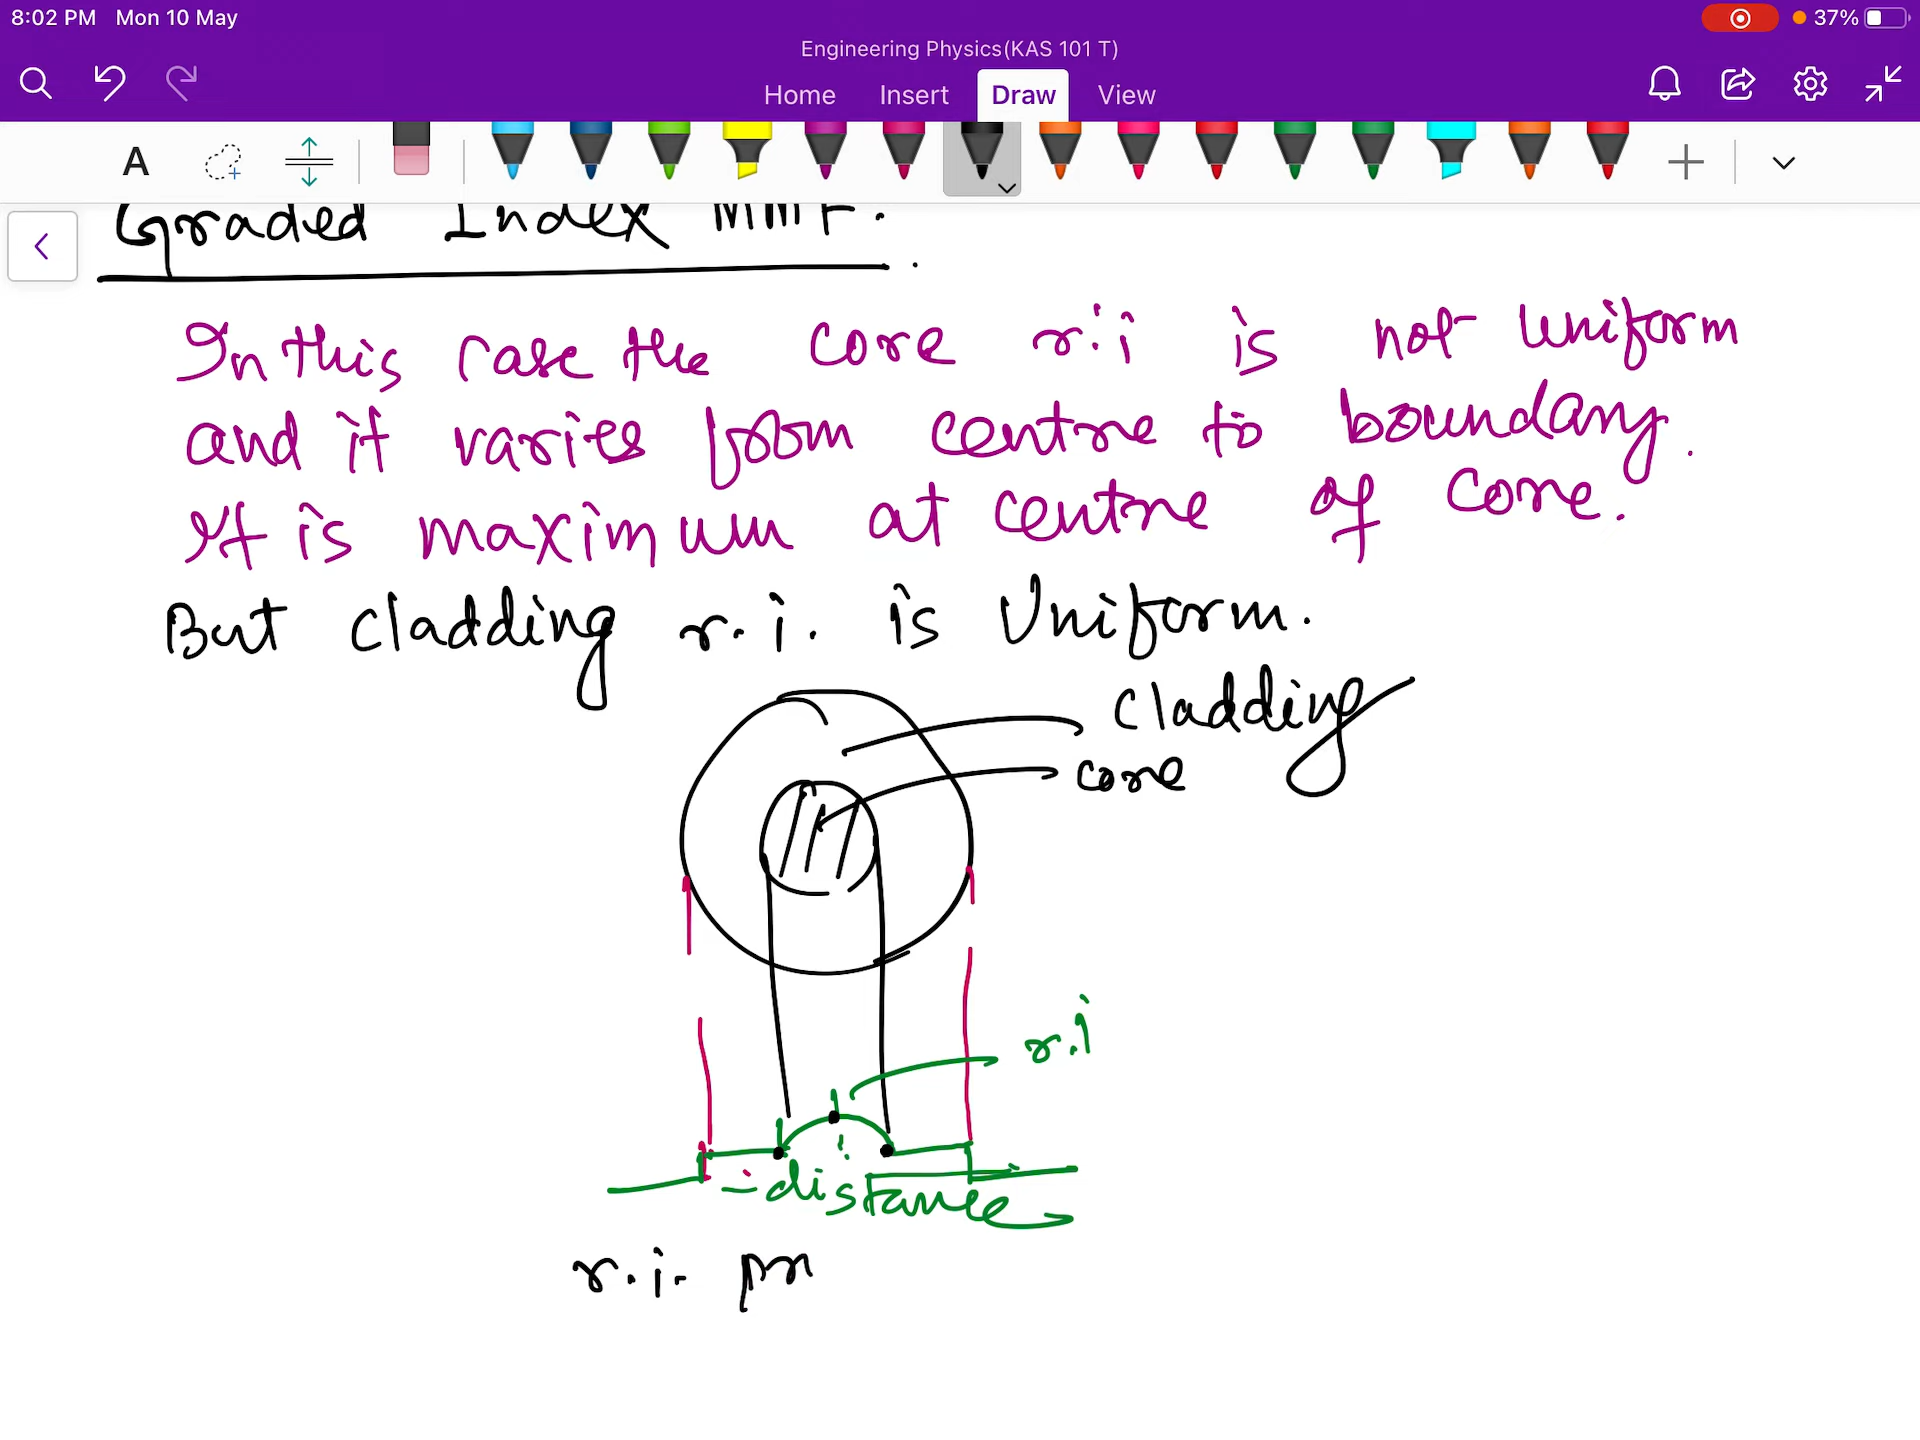 8:02 PM Mon 10 May
37%
Engineering Physics(KAS 101 T)
Home Insert Draw View
A
Graded Index MMF.
In this case the core r.i is not uniform
and it varies from centre to boundary.
It is maximum at centre of core.
But cladding r.i. is Uniform.
cladding
core
r.i
distance
r.i. pr